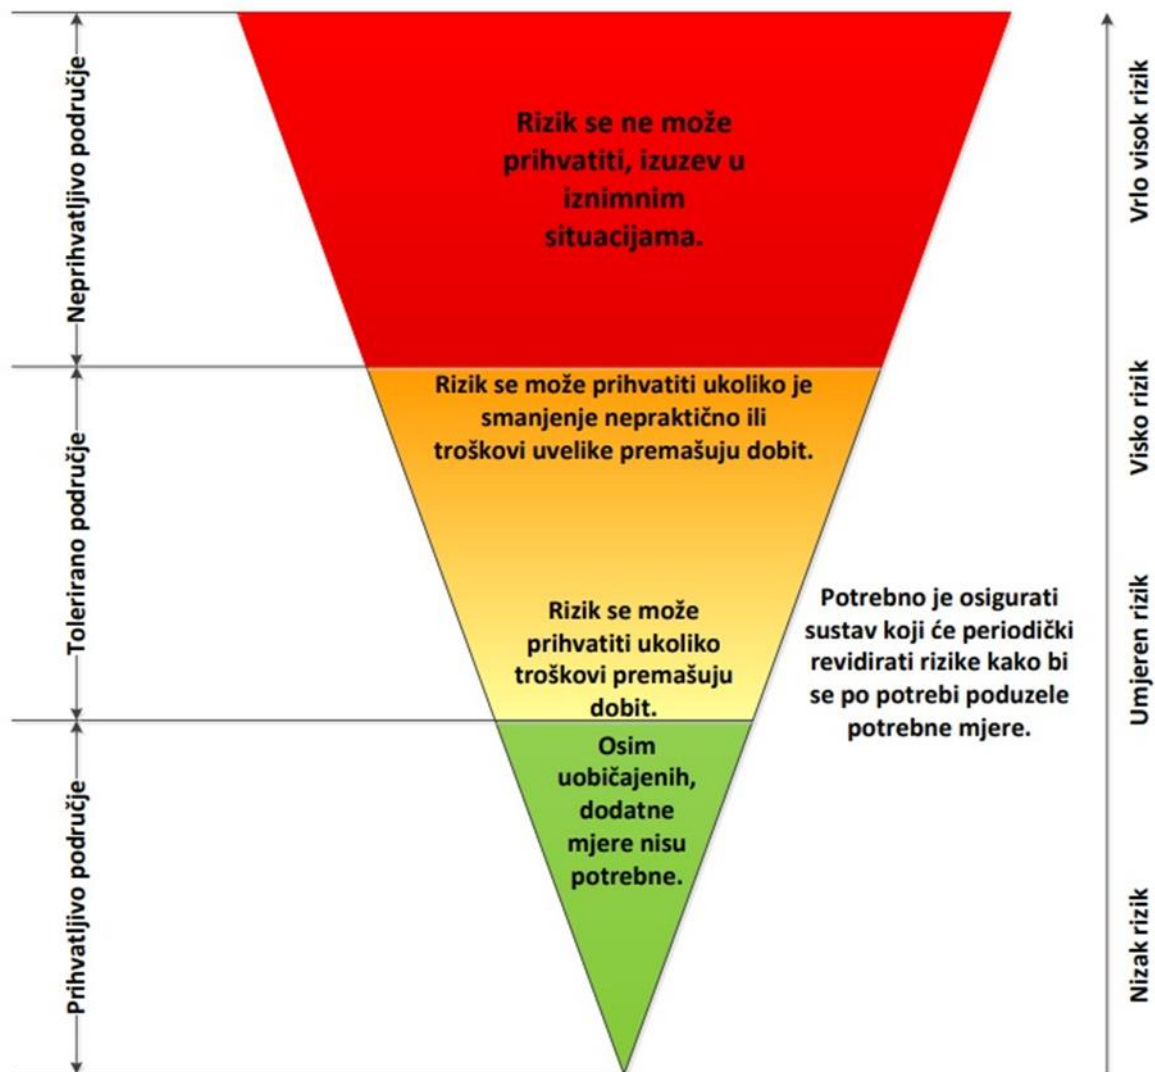 Neprihvatljivo područje
Tolerirano područje
Prihvatljivo područje
Rizik se ne može
prihvatiti, izuzev u
iznimnim
situacijama.
Rizik se može prihvatiti ukoliko je
smanjenje nepraktično ili
troškovi uvelike premašuju dobit.
Rizik se može
prihvatiti ukoliko
troškovi premašuju
dobit.
Osim
uobičajenih,
dodatne
mjere nisu
potrebne.
Potrebno je osigurati
sustav koji će periodički
revidirati rizike kako bi
se po potrebi poduzele
potrebne mjere.
Vrlo visok rizik
Visko rizik
Umjeren rizik
Nizak rizik